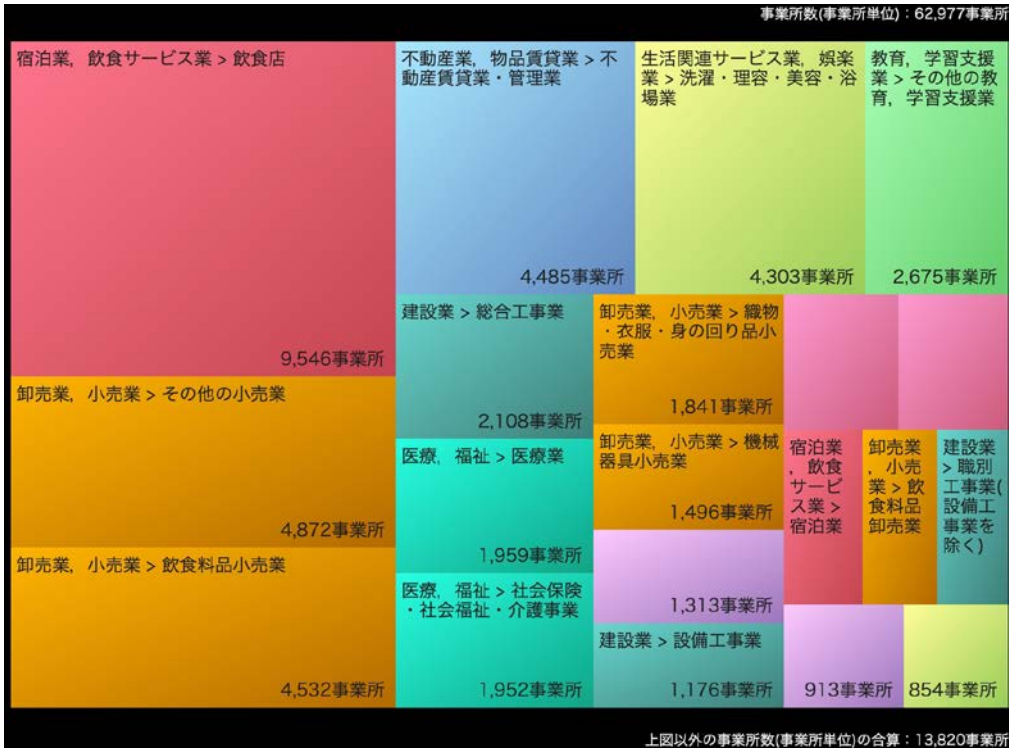 事業所数(事業所単位)：62,977事業所
宿泊業，飲食サービス業 > 飲食店
9,546事業所
卸売業，小売業 > その他の小売業
4,872事業所
卸売業，小売業 > 飲食料品小売業
4,532事業所
不動産業，物品賃貸業 > 不
動産賃貸業・管理業
4,485事業所
生活関連サービス業，娯楽
業 > 洗濯・理容・美容・浴
場業
4,303事業所
教育，学習支援
業 > その他の教
育，学習支援業
2,675事業所
建設業 > 総合工事業
2,108事業所
医療，福祉 > 医療業
1,959事業所
医療，福祉 > 社会保険
・社会福祉・介護事業
1,952事業所
卸売業，小売業 > 織物
・衣服・身の回り品小
売業
1,841事業所
卸売業，小売業 > 機械
器具小売業
1,496事業所
1,313事業所
建設業 > 設備工事業
1,176事業所
宿泊業
，飲食
サービ
ス業 >
宿泊業
卸売業
，小売
業 > 飲
食料品
卸売業
建設業
> 職別
工事業(
設備工
事業を
除く)
913事業所
854事業所
上図以外の事業所数(事業所単位)の合算：13,820事業所